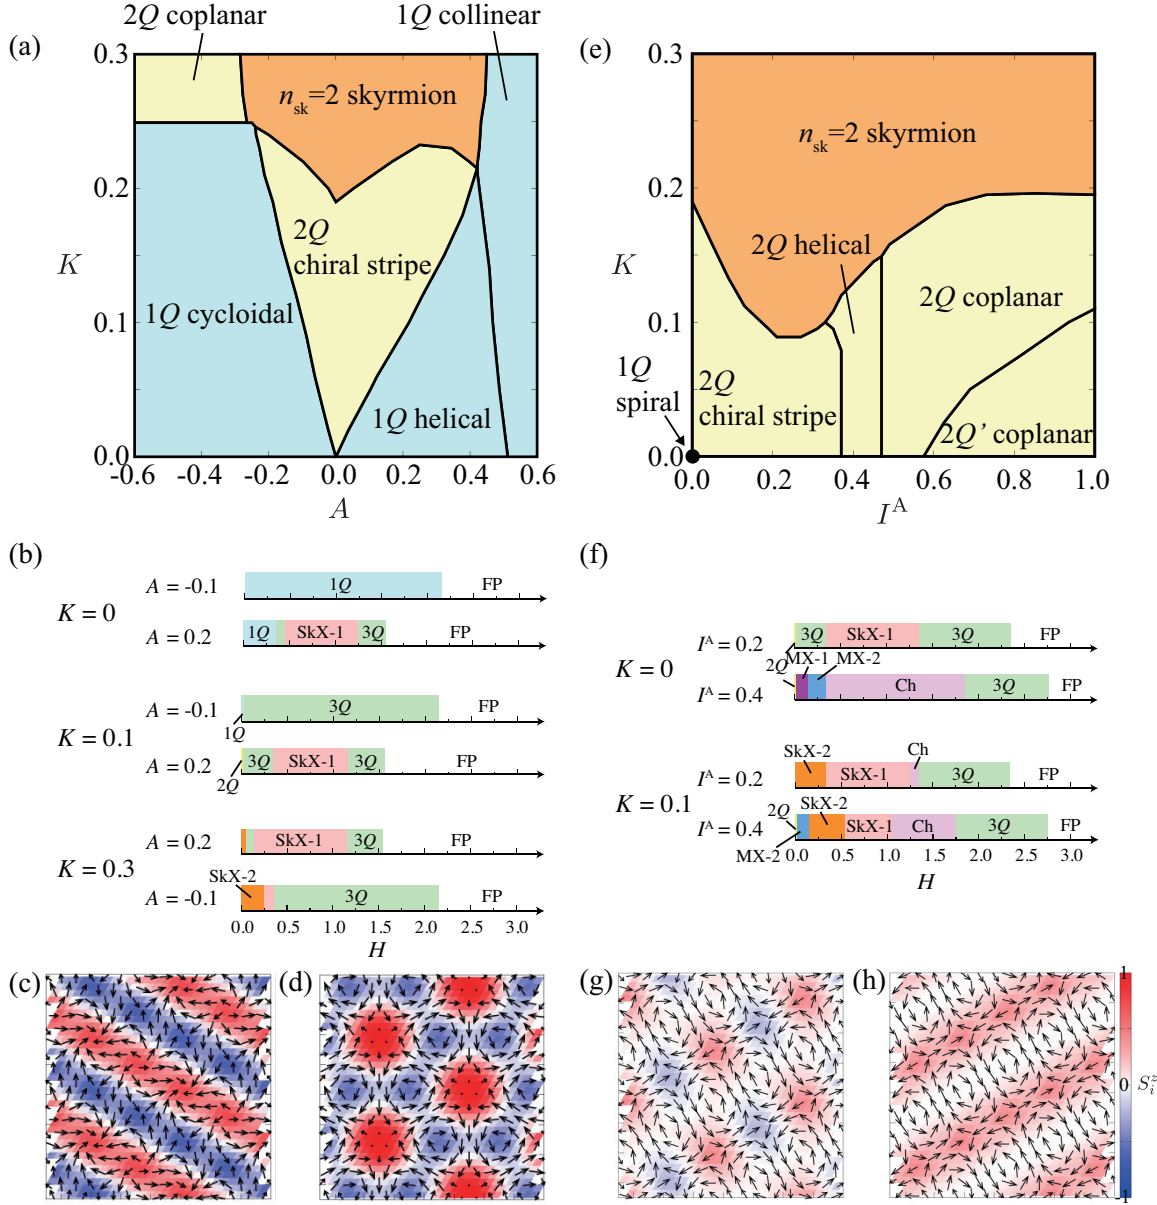 (a)
2Q coplanar
1Q collinear
0.3
0.2
0.1
0.0
K
n_sk=2 skyrmion
2Q
chiral stripe
1Q cycloidal
1Q helical
-0.6 -0.4 -0.2 0.0 0.2 0.4 0.6
A
(e)
0.3
0.2
0.1
0.0
K
n_sk=2 skyrmion
2Q helical
2Q coplanar
1Q
spiral
2Q
chiral stripe
2Q' coplanar
0.0 0.2 0.4 0.6 0.8 1.0
I^A
(b)
K = 0
A = -0.1 1Q FP
A = 0.2 1Q SkX-1 3Q FP
K = 0.1
A = -0.1 3Q FP
1Q
A = 0.2 3Q SkX-1 3Q FP
2Q
K = 0.3
A = 0.2 SkX-1 3Q FP
SkX-2
A = -0.1 3Q FP
0.0 0.5 1.0 1.5 2.0 2.5 3.0
H
(f)
K = 0
I^A = 0.2 3Q SkX-1 3Q FP
2Q MX-1 MX-2
I^A = 0.4 Ch 3Q FP
K = 0.1
SkX-2 Ch
I^A = 0.2 SkX-1 3Q FP
2Q SkX-2
I^A = 0.4 SkX-1 Ch 3Q FP
MX-2
0.0 0.5 1.0 1.5 2.0 2.5 3.0
H
(c)
(d)
(g)
(h)
1
0
-1
S_i^z